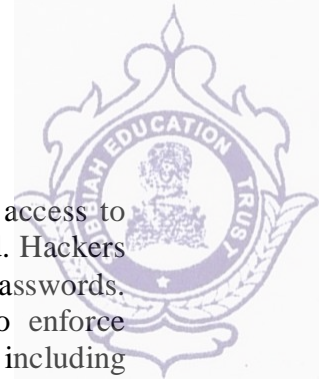 EDUCATION
TRUST
access to
Hackers
asswords.
o enforce
including